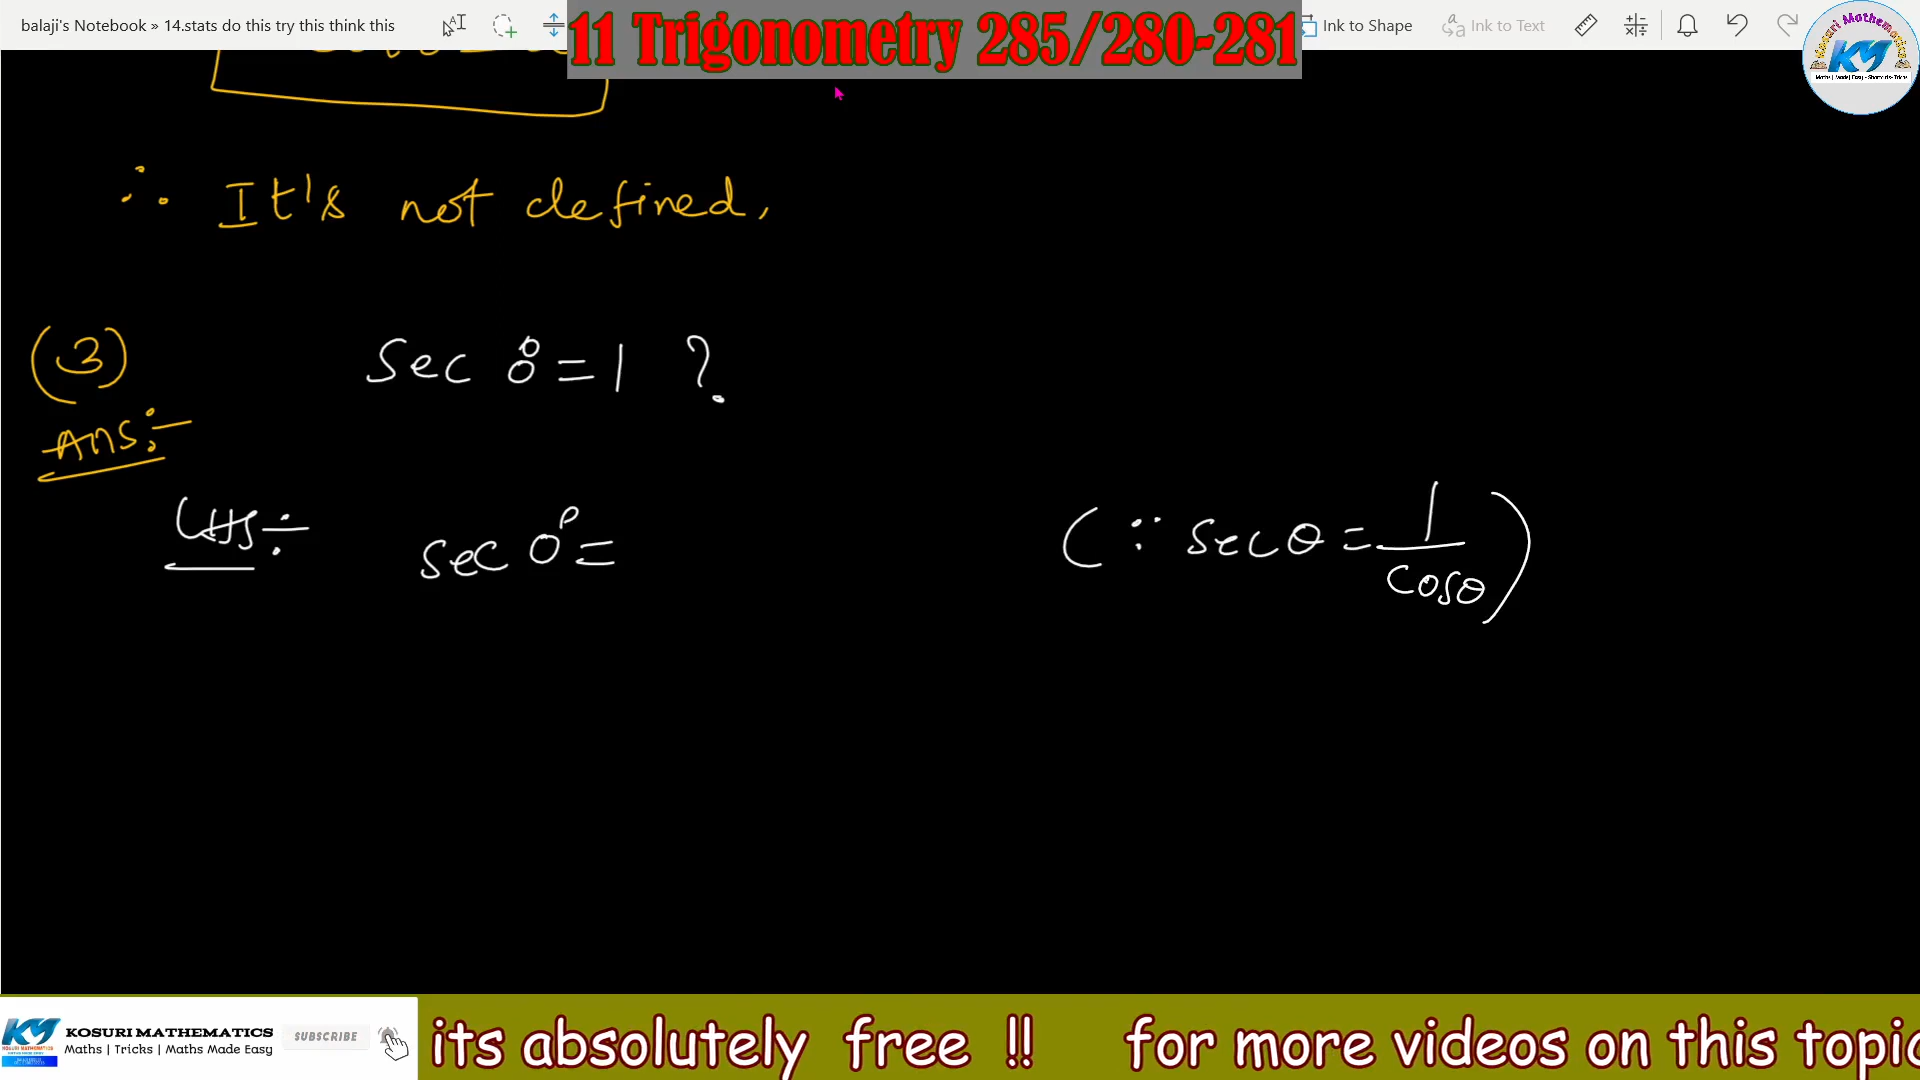 balaji's Notebook » 14.stats do this try this think this
11 Trigonometry 285/280-281
Ink to Shape
Ink to Text
∴ It's not defined,
(3) Sec 0° = 1 ?
Ans:-
LHS:- sec 0° = (∵ secθ = 1/cosθ)
KOSURI MATHEMATICS
Maths | Tricks | Maths Made Easy
SUBSCRIBE
its absolutely free !! for more videos on this topic